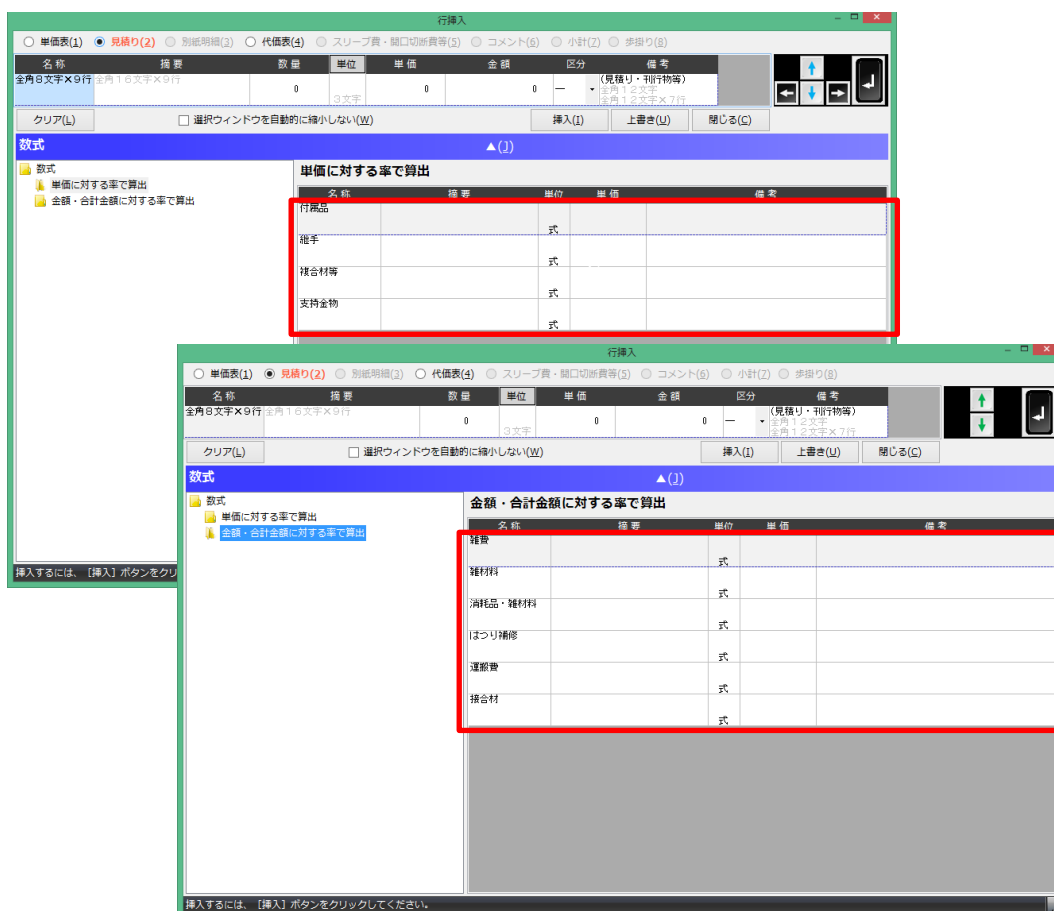 行挿入
単価表(1) 見積り(2) 別紙明細(3) 代価表(4) スリーブ費・開口切断費等(5) コメント(6) 小計(7) 歩掛り(8)
名称 摘要 数量 単位 単価 金額 区分 備考
全角8文字×9行 全角16文字×9行 0 3文字 0 0 ― (見積り・刊行物等)
全角12文字
全角12文字×7行
クリア(L) 選択ウィンドウを自動的に縮小しない(W) 挿入(I) 上書き(U) 閉じる(C)
数式 ▲(J)
数式
単価に対する率で算出
金額・合計金額に対する率で算出
単価に対する率で算出
名称 摘要 単位 単価 備考
付属品 式
継手 式
複合材等 式
支持金物 式
挿入するには、[挿入] ボタンをクリ
行挿入
単価表(1) 見積り(2) 別紙明細(3) 代価表(4) スリーブ費・開口切断費等(5) コメント(6) 小計(7) 歩掛り(8)
名称 摘要 数量 単位 単価 金額 区分 備考
全角8文字×9行 全角16文字×9行 0 3文字 0 0 ― (見積り・刊行物等)
全角12文字
全角12文字×7行
クリア(L) 選択ウィンドウを自動的に縮小しない(W) 挿入(I) 上書き(U) 閉じる(C)
数式 ▲(J)
数式
単価に対する率で算出
金額・合計金額に対する率で算出
金額・合計金額に対する率で算出
名称 摘要 単位 単価 備考
雑費 式
雑材料 式
消耗品・雑材料 式
はつり補修 式
運搬費 式
接合材 式
挿入するには、[挿入] ボタンをクリックしてください。